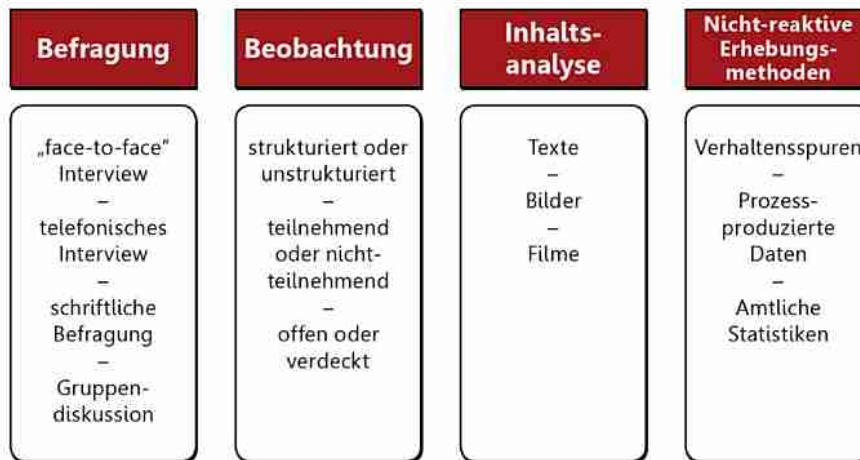 Befragung
„face-to-face“
Interview
–
telefonisches
Interview
–
schriftliche
Befragung
–
Gruppen-
diskussion
Beobachtung
strukturiert oder
unstrukturiert
–
teilnehmend
oder nicht-
teilnehmend
–
offen oder
verdeckt
Inhalts-
analyse
Texte
–
Bilder
–
Filme
Nicht-reaktive
Erhebungs-
methoden
Verhaltensspuren
–
Prozess-
produzierte
Daten
–
Amtliche
Statistiken